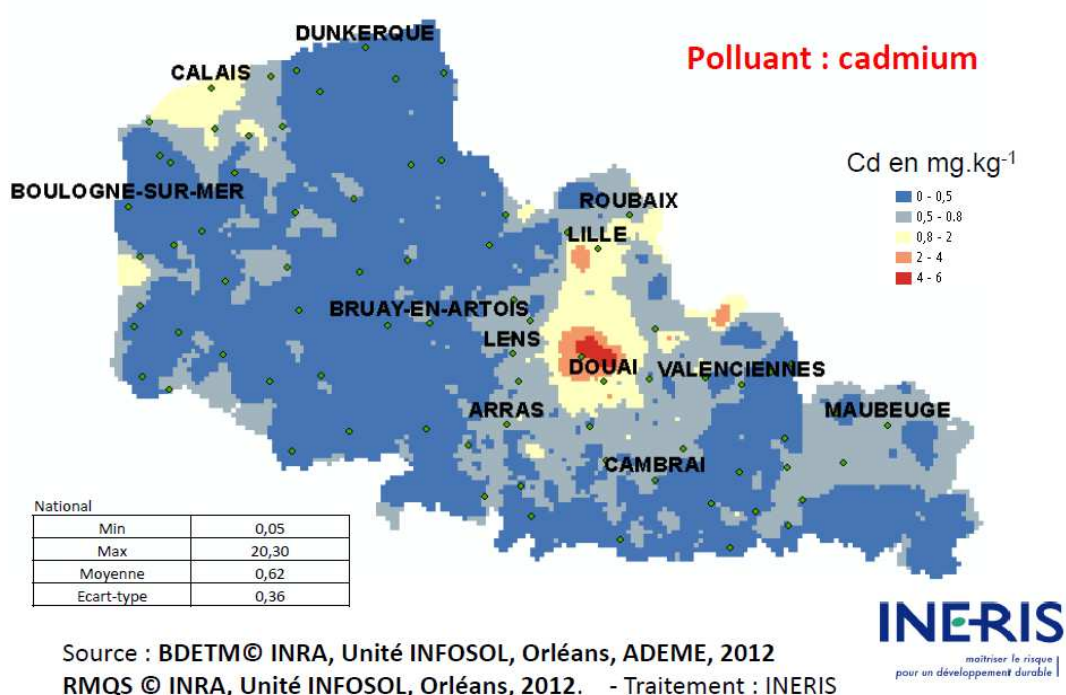 DUNKERQUE
Polluant : cadmium
CALAIS
Cd en mg.kg-1
BOULOGNE-SUR-MER
ROUBAIX
0 - 0,5
0,5 - 0.8
LILLE
0,8 - 2
2 - 4
4 - 6
BRUAY-EN-ARTOIS
LENS
DOUAI
VALENCIENNES
ARRAS
MAUBEUGE
CAMBRAI
National
Min 0,05
Max 20,30
Moyenne 0,62
Ecart-type 0,36
INERIS
maîtriser le risque
pour un développement durable
Source : BDETM© INRA, Unité INFOSOL, Orléans, ADEME, 2012
RMQS © INRA, Unité INFOSOL, Orléans, 2012. - Traitement : INERIS